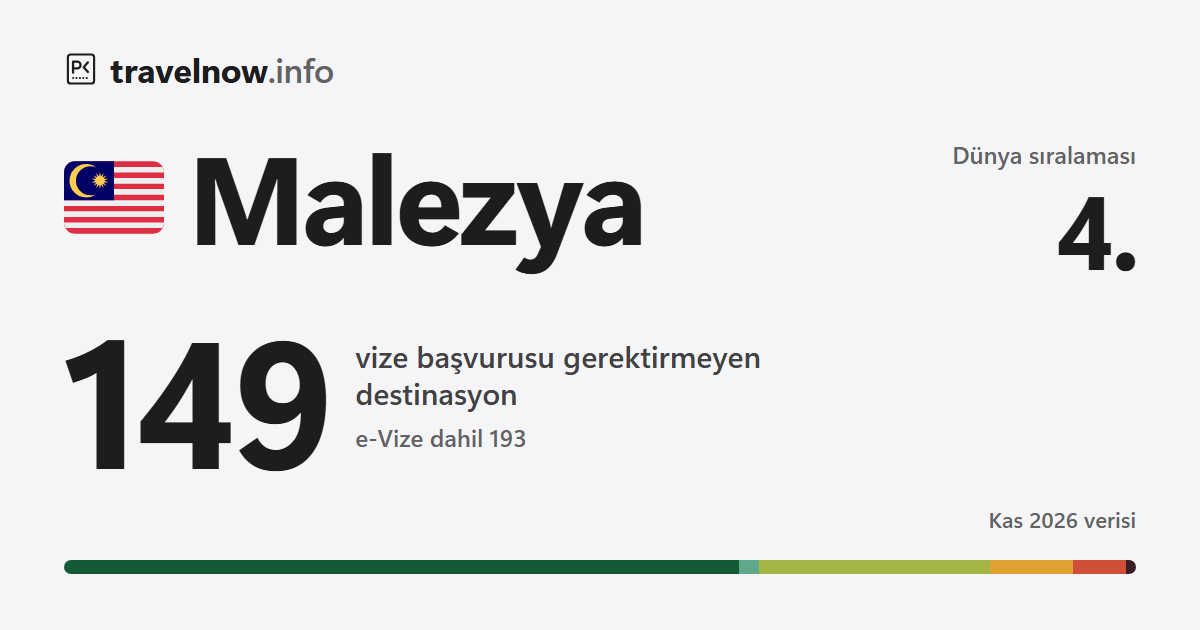 travelnow.info
Malezya
Dünya sıralaması
4.
149
vize başvurusu gerektirmeyen
destinasyon
e-Vize dahil 193
Kas 2026 verisi